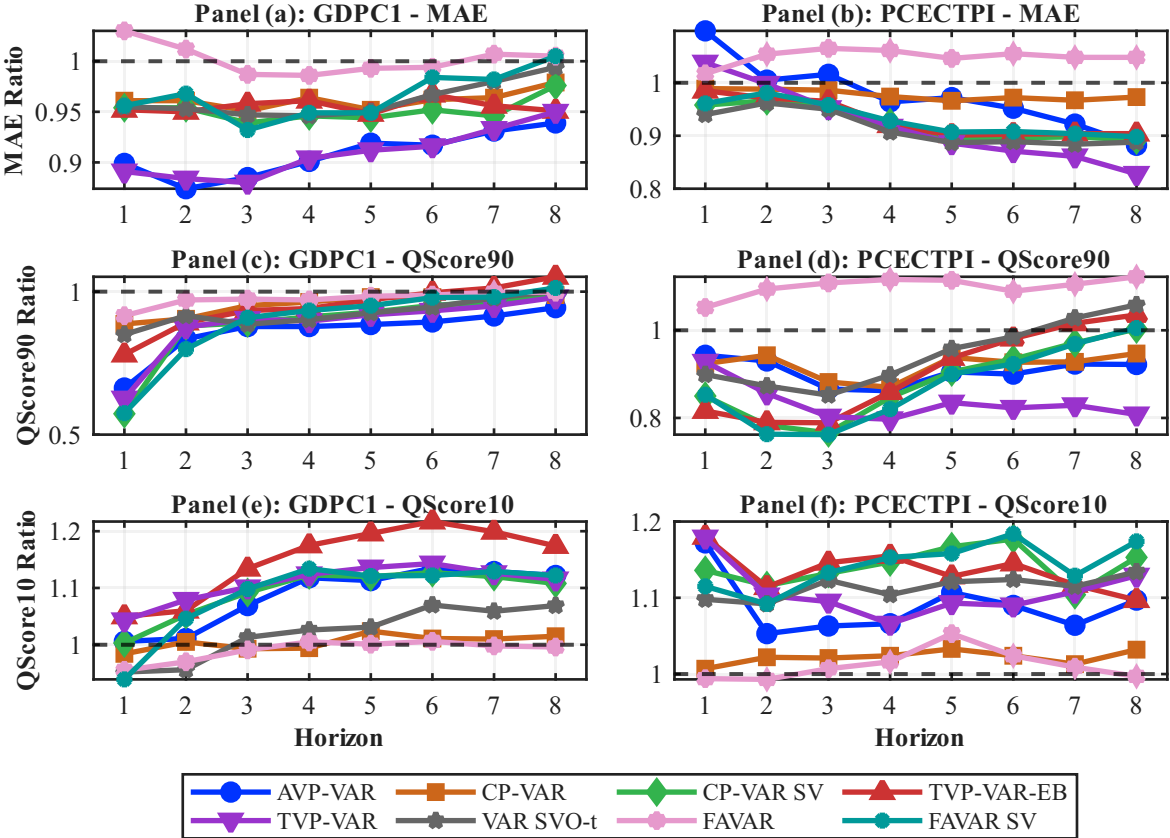 Panel (a): GDPC1 - MAE
Panel (b): PCECTPI - MAE
MAE Ratio
1
0.95
0.9
1 2 3 4 5 6 7 8
1
0.9
0.8
1 2 3 4 5 6 7 8
Panel (c): GDPC1 - QScore90
Panel (d): PCECTPI - QScore90
QScore90 Ratio
1
0.5
1 2 3 4 5 6 7 8
1
0.8
1 2 3 4 5 6 7 8
Panel (e): GDPC1 - QScore10
Panel (f): PCECTPI - QScore10
QScore10 Ratio
1.2
1.1
1
1 2 3 4 5 6 7 8
Horizon
1.2
1.1
1
1 2 3 4 5 6 7 8
Horizon
AVP-VAR CP-VAR CP-VAR SV TVP-VAR-EB
TVP-VAR VAR SVO-t FAVAR FAVAR SV